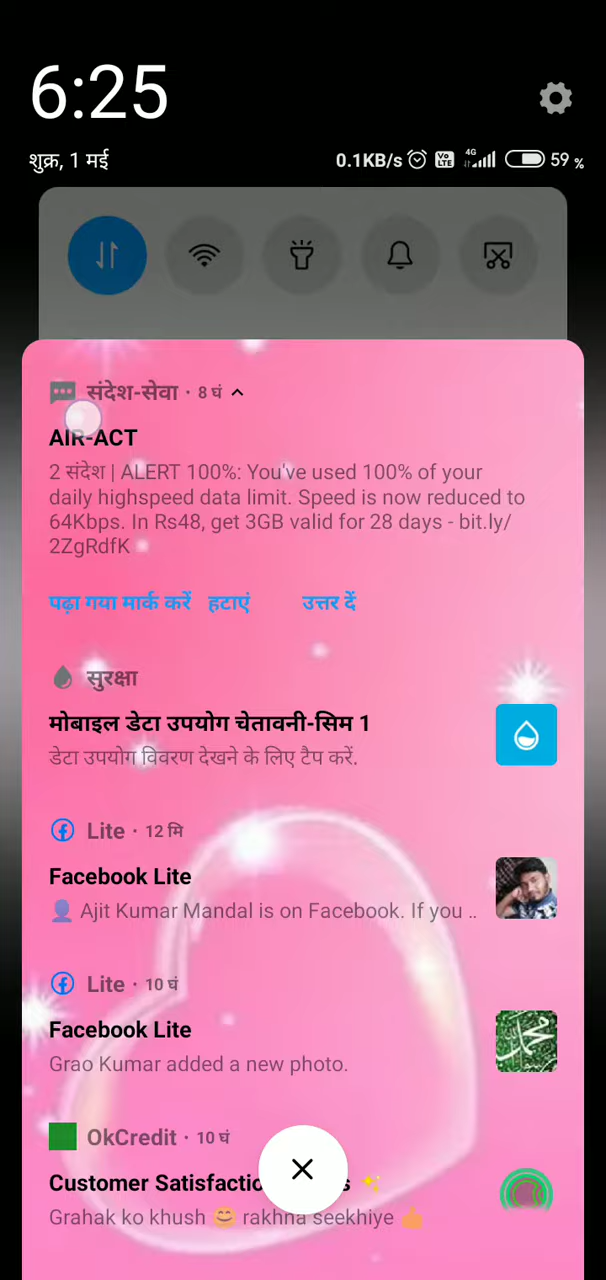 6:25
शुक्र, 1 मई
0.1KB/s Vo LTE 4G 59 %
संदेश-सेवा · 8 घं
AIR-ACT
2 संदेश | ALERT 100%: You've used 100% of your
daily highspeed data limit. Speed is now reduced to
64Kbps. In Rs48, get 3GB valid for 28 days - bit.ly/
2ZgRdfK
पढ़ा गया मार्क करें हटाएं उत्तर दें
सुरक्षा
मोबाइल डेटा उपयोग चेतावनी-सिम 1
डेटा उपयोग विवरण देखने के लिए टैप करें.
Lite · 12 मि
Facebook Lite
👤 Ajit Kumar Mandal is on Facebook. If you ..
Lite · 10 घं
Facebook Lite
Grao Kumar added a new photo.
OkCredit · 10 घं
Customer
Grahak ko khush 😊 rakhna seekhiye 👍